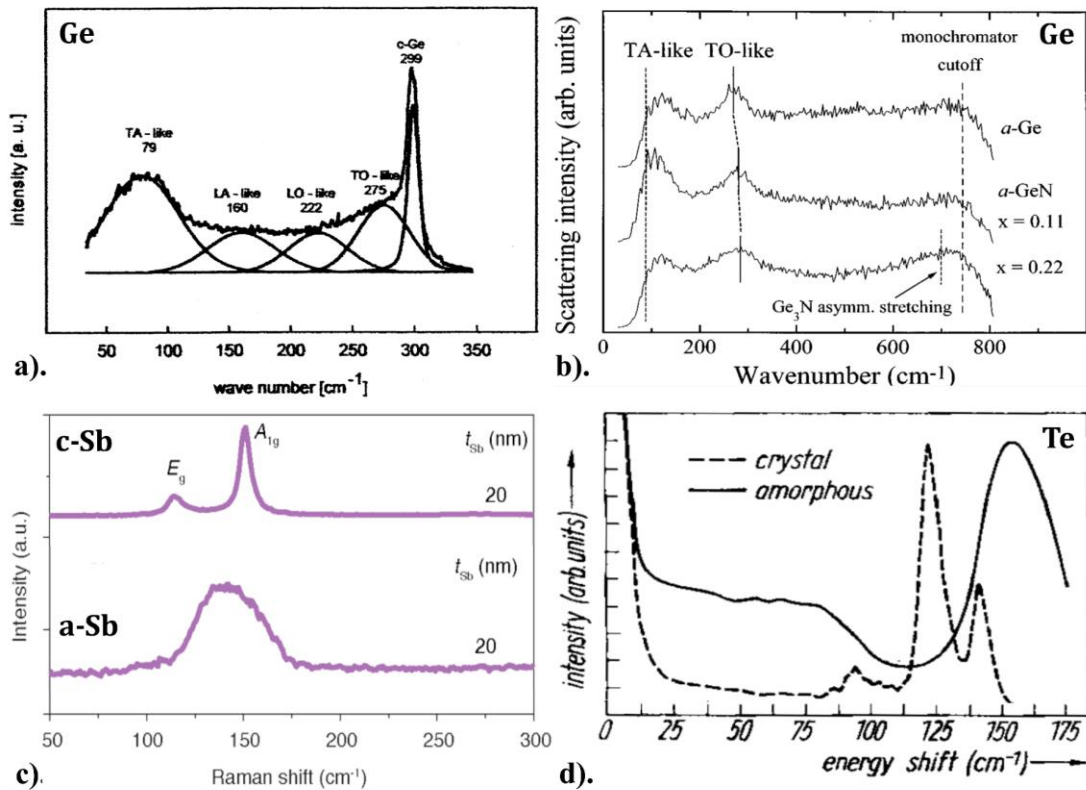 Ge
c-Ge
299
TA - like
79
LA - like
160
LO - like
222
TO - like
275
Intensity [a. u.]
50 100 150 200 250 300 350
wave number [cm⁻¹]
a).
Ge
monochromator
cutoff
TA-like TO-like
a-Ge
a-GeN
x = 0.11
x = 0.22
Ge₃N asymm. stretching
Scattering intensity (arb. units)
0 200 400 600 800
Wavenumber (cm⁻¹)
b).
c-Sb
A₁g
Eg
tSb (nm)
20
tSb (nm)
a-Sb
20
Intensity (a.u.)
50 100 150 200 250 300
Raman shift (cm⁻¹)
c).
Te
crystal
amorphous
intensity (arb.units)
0 25 50 75 100 125 150 175
energy shift (cm⁻¹)
d).